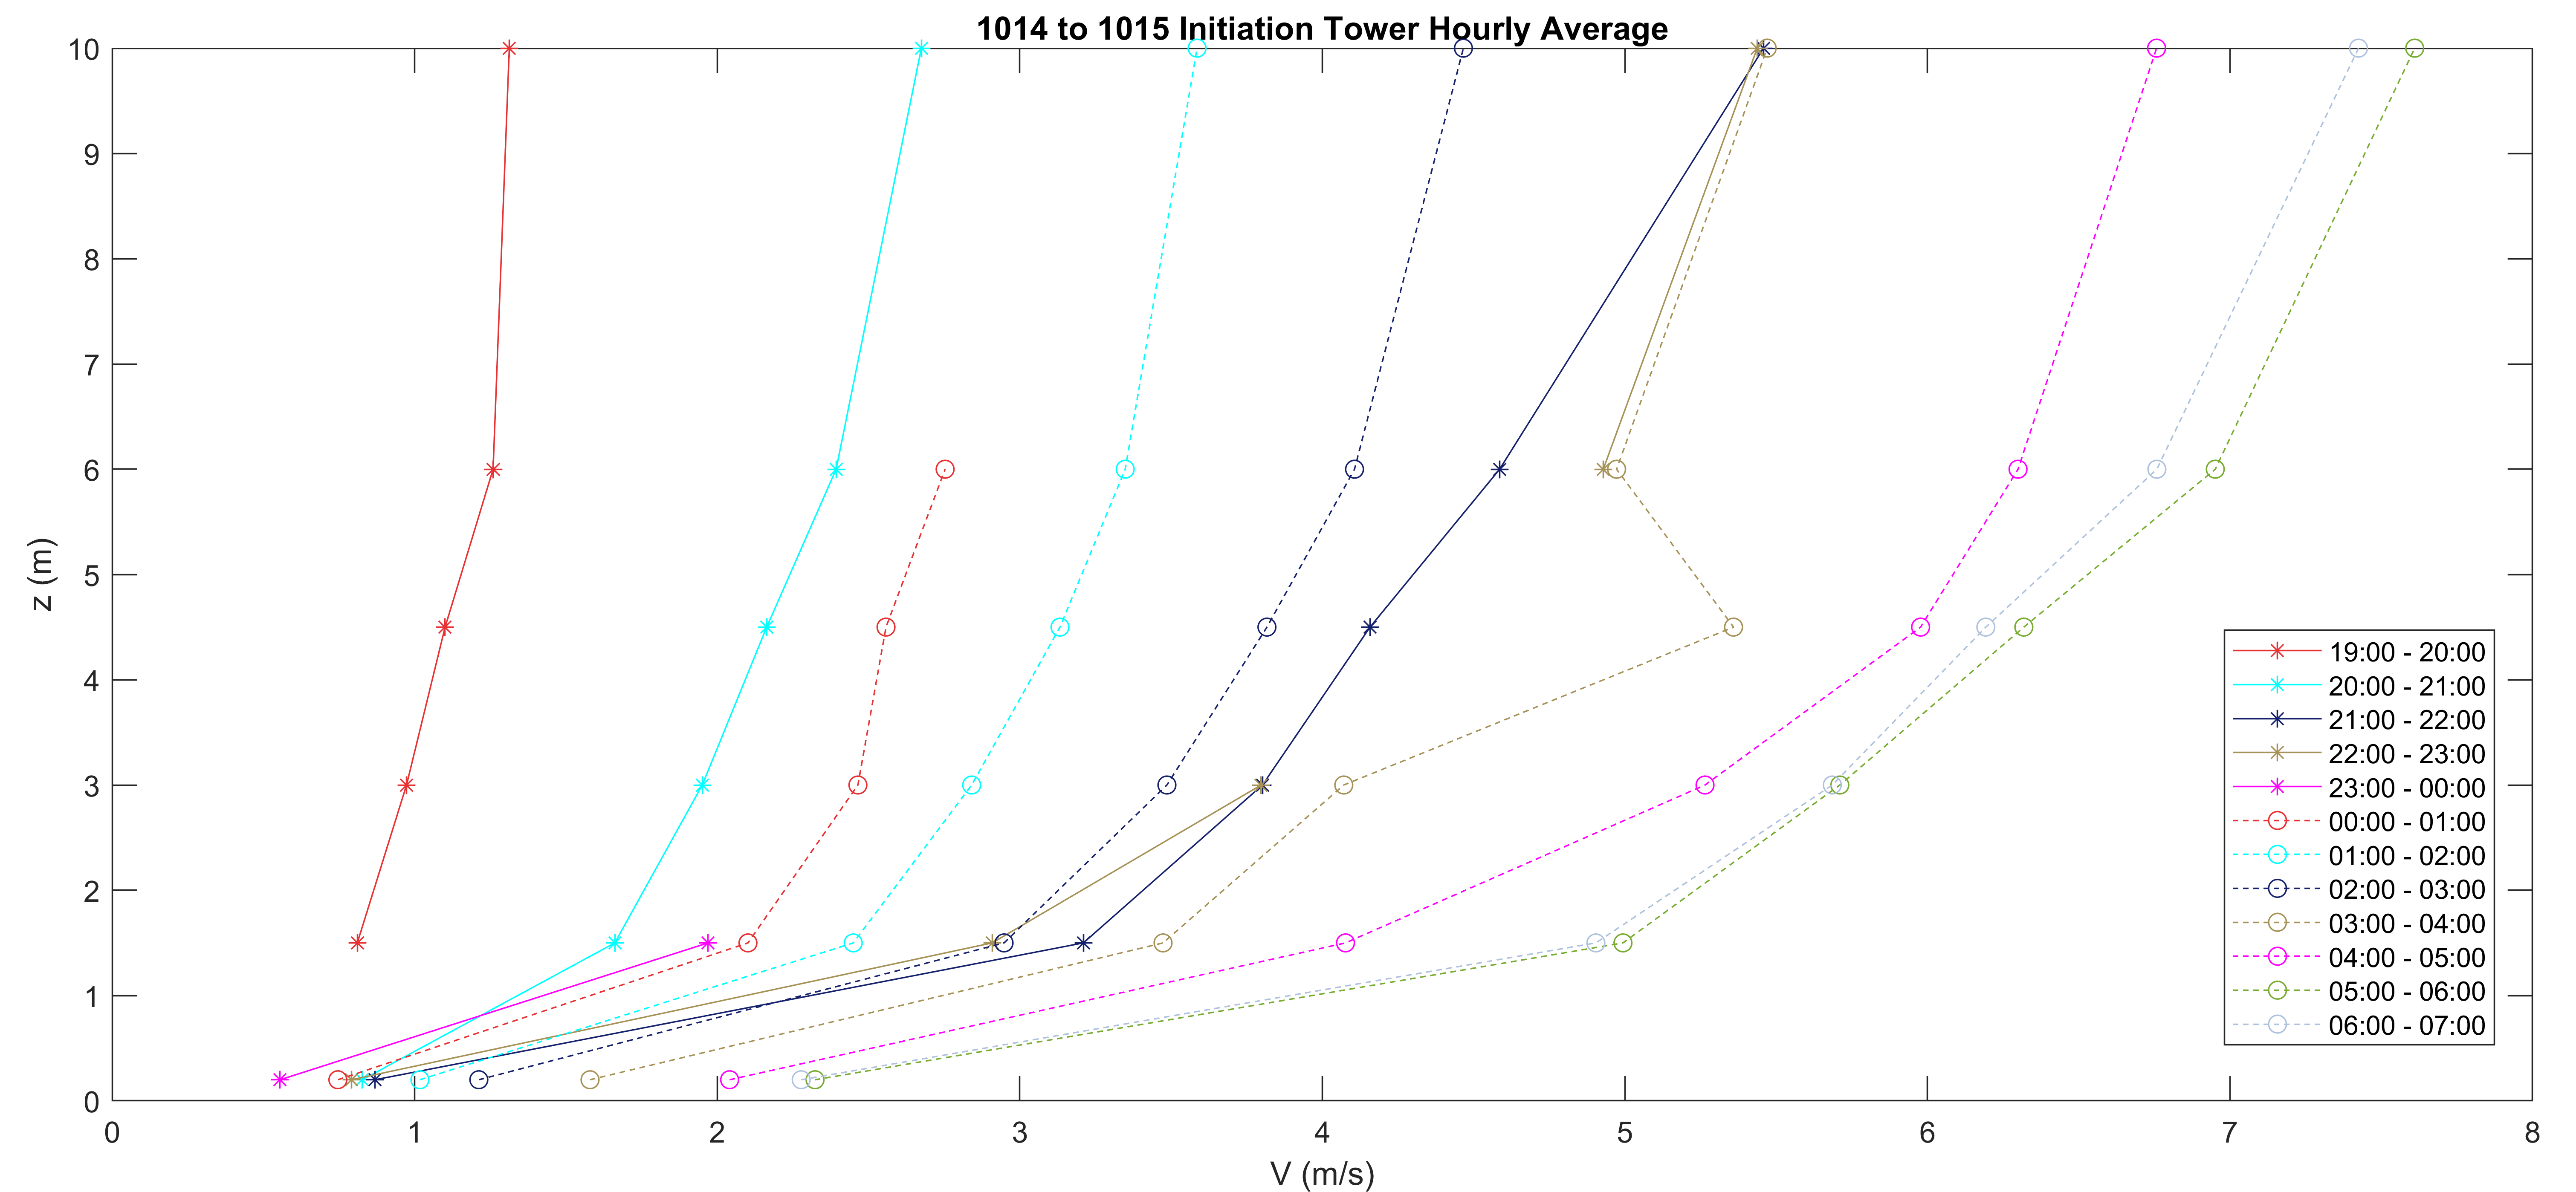 1014 to 1015 Initiation Tower Hourly Average
10
9
8
7
6
5
4
3
2
1
0
z (m)
19:00 - 20:00
20:00 - 21:00
21:00 - 22:00
22:00 - 23:00
23:00 - 00:00
00:00 - 01:00
01:00 - 02:00
02:00 - 03:00
03:00 - 04:00
04:00 - 05:00
05:00 - 06:00
06:00 - 07:00
0 1 2 3 4 5 6 7 8
V (m/s)